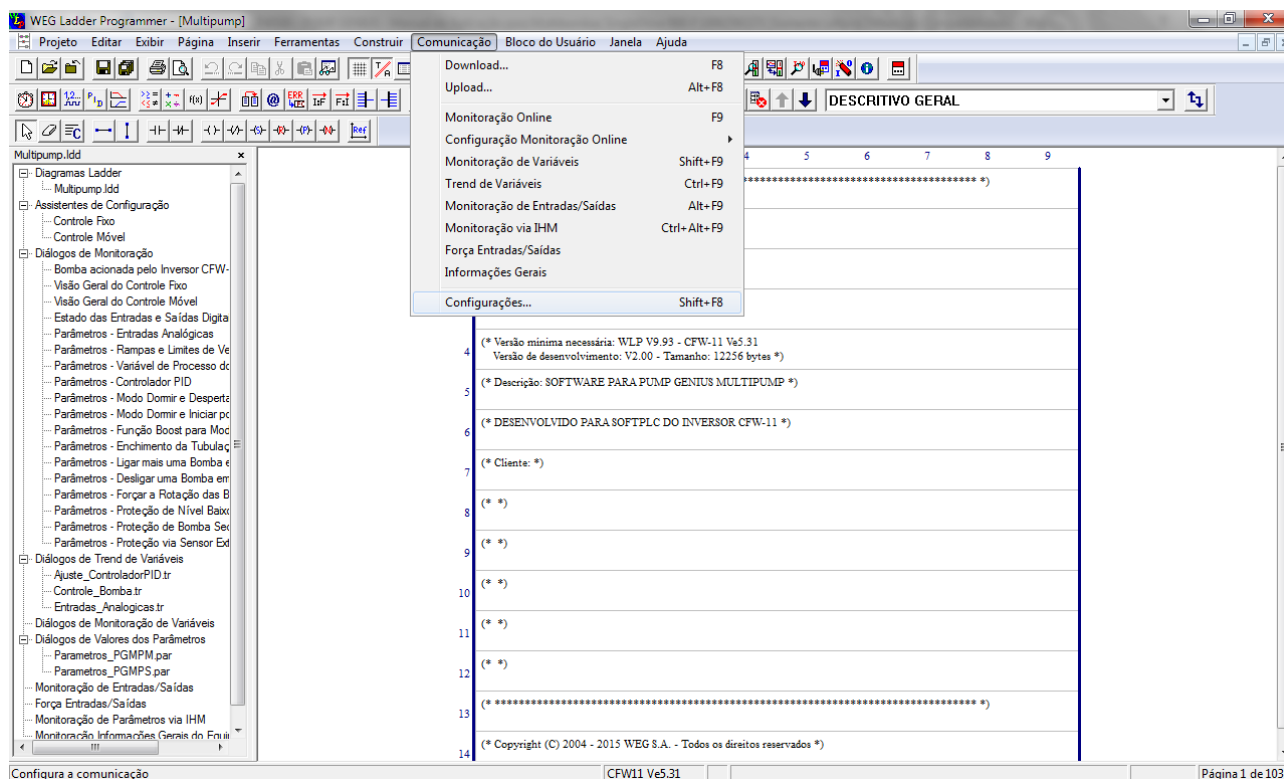 WEG Ladder Programmer - [Multipump]
Projeto Editar Exibir Página Inserir Ferramentas Construir Comunicação Bloco do Usuário Janela Ajuda
DESCRITIVO GERAL
Download... F8
Upload... Alt+F8
Monitoração Online F9
Configuração Monitoração Online
Monitoração de Variáveis Shift+F9
Trend de Variáveis Ctrl+F9
Monitoração de Entradas/Saídas Alt+F9
Monitoração via IHM Ctrl+Alt+F9
Força Entradas/Saídas
Informações Gerais
Configurações... Shift+F8
Multipump.ldd
Diagramas Ladder
Multipump.ldd
Assistentes de Configuração
Controle Fixo
Controle Móvel
Diálogos de Monitoração
Bomba acionada pelo Inversor CFW-
Visão Geral do Controle Fixo
Visão Geral do Controle Móvel
Estado das Entradas e Saídas Digita
Parâmetros - Entradas Analógicas
Parâmetros - Rampas e Limites de Ve
Parâmetros - Variável de Processo do
Parâmetros - Controlador PID
Parâmetros - Modo Dormir e Desperta
Parâmetros - Modo Dormir e Iniciar po
Parâmetros - Função Boost para Mod
Parâmetros - Enchimento da Tubulaç
Parâmetros - Ligar mais uma Bomba e
Parâmetros - Desligar uma Bomba em
Parâmetros - Forçar a Rotação das B
Parâmetros - Proteção de Nível Baixo
Parâmetros - Proteção de Bomba Sec
Parâmetros - Proteção via Sensor Ext
Diálogos de Trend de Variáveis
Ajuste_ControladorPID.tr
Controle_Bomba.tr
Entradas_Analogicas.tr
Diálogos de Monitoração de Variáveis
Diálogos de Valores dos Parâmetros
Parametros_PGMPM.par
Parametros_PGMPS.par
Monitoração de Entradas/Saídas
Força Entradas/Saídas
Monitoração de Parâmetros via IHM
Monitoração Informações Gerais do Equi
4 5 6 7 8 9
*************************************** *)
4 (* Versão minima necessária: WLP V9.93 - CFW-11 Ve5.31
Versão de desenvolvimento: V2.00 - Tamanho: 12256 bytes *)
5 (* Descrição: SOFTWARE PARA PUMP GENIUS MULTIPUMP *)
6 (* DESENVOLVIDO PARA SOFTPLC DO INVERSOR CFW-11 *)
7 (* Cliente: *)
8 (* *)
9 (* *)
10 (* *)
11 (* *)
12 (* *)
13 (* ******************************************************************************* *)
14 (* Copyright (C) 2004 - 2015 WEG S.A. - Todos os direitos reservados *)
Configura a comunicação CFW11 Ve5.31 Página 1 de 103